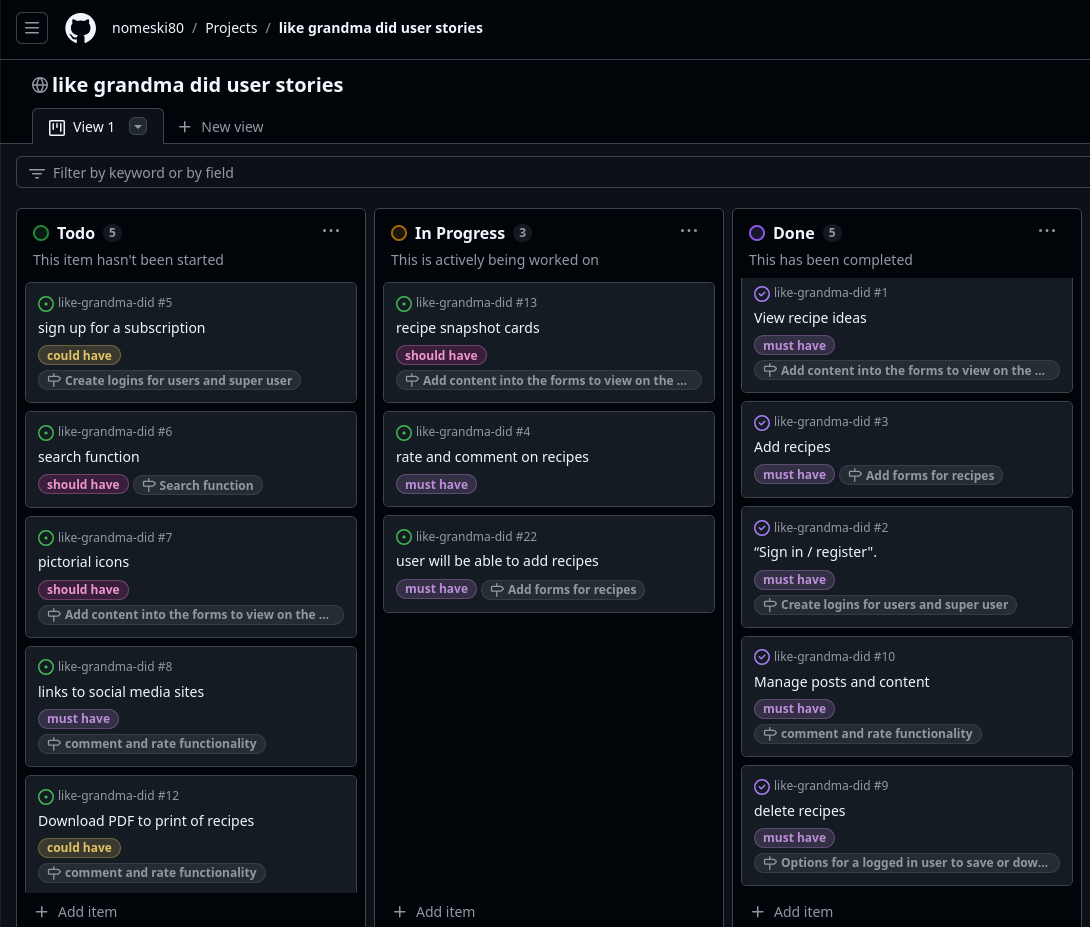 nomeski80 / Projects / like grandma did user stories
like grandma did user stories
View 1
New view
Filter by keyword or by field
Todo 5
This item hasn't been started
like-grandma-did #5
sign up for a subscription
could have
Create logins for users and super user
like-grandma-did #6
search function
should have Search function
like-grandma-did #7
pictorial icons
should have
Add content into the forms to view on the ...
like-grandma-did #8
links to social media sites
must have
comment and rate functionality
like-grandma-did #12
Download PDF to print of recipes
could have
comment and rate functionality
Add item
In Progress 3
This is actively being worked on
like-grandma-did #13
recipe snapshot cards
should have
Add content into the forms to view on the ...
like-grandma-did #4
rate and comment on recipes
must have
like-grandma-did #22
user will be able to add recipes
must have Add forms for recipes
Add item
Done 5
This has been completed
like-grandma-did #1
View recipe ideas
must have
Add content into the forms to view on the ...
like-grandma-did #3
Add recipes
must have Add forms for recipes
like-grandma-did #2
“Sign in / register".
must have
Create logins for users and super user
like-grandma-did #10
Manage posts and content
must have
comment and rate functionality
like-grandma-did #9
delete recipes
must have
Options for a logged in user to save or dow...
Add item